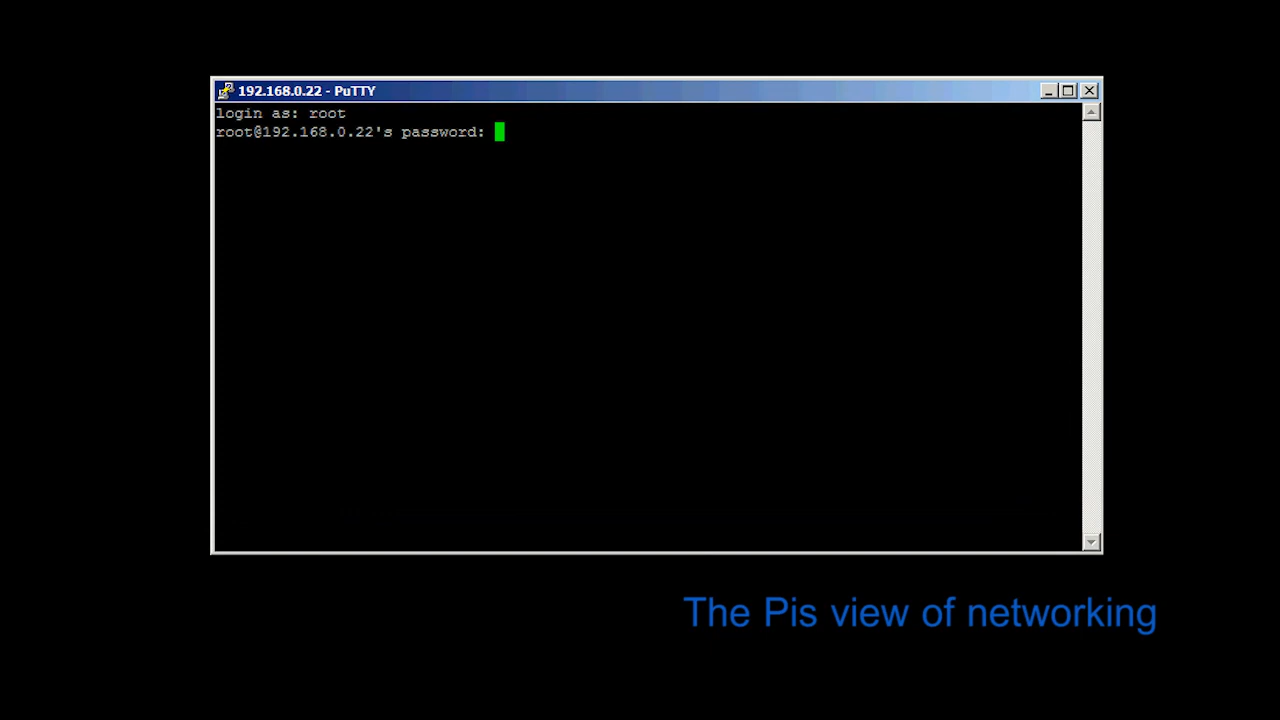 192.168.0.22 - PuTTY
login as: root
root@192.168.0.22's password:
The Pis view of networking